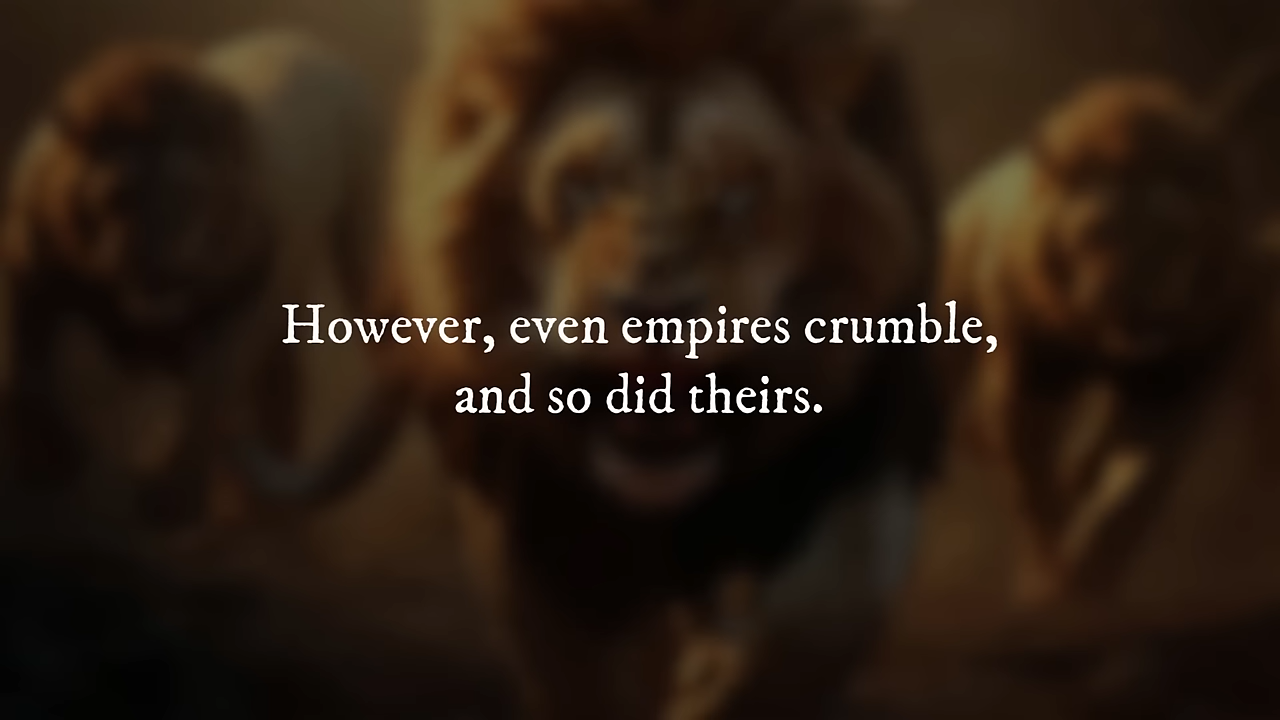 However, even empires crumble,
and so did theirs.